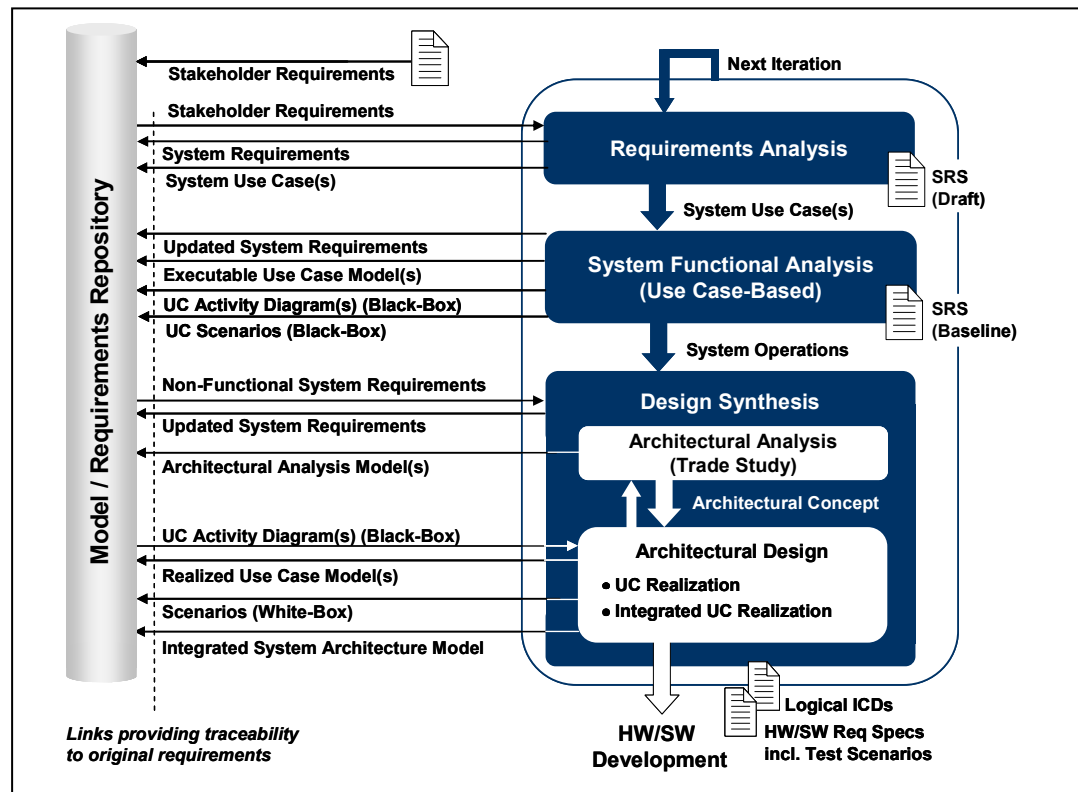 Stakeholder Requirements
Next Iteration
Stakeholder Requirements
System Requirements
System Use Case(s)
Requirements Analysis
SRS
(Draft)
System Use Case(s)
Updated System Requirements
Executable Use Case Model(s)
UC Activity Diagram(s) (Black-Box)
UC Scenarios (Black-Box)
System Functional Analysis
(Use Case-Based)
SRS
(Baseline)
System Operations
Non-Functional System Requirements
Updated System Requirements
Architectural Analysis Model(s)
Design Synthesis
Architectural Analysis
(Trade Study)
Architectural Concept
UC Activity Diagram(s) (Black-Box)
Realized Use Case Model(s)
Scenarios (White-Box)
Integrated System Architecture Model
Architectural Design
• UC Realization
• Integrated UC Realization
Model / Requirements Repository
Links providing traceability
to original requirements
HW/SW
Development
Logical ICDs
HW/SW Req Specs
incl. Test Scenarios